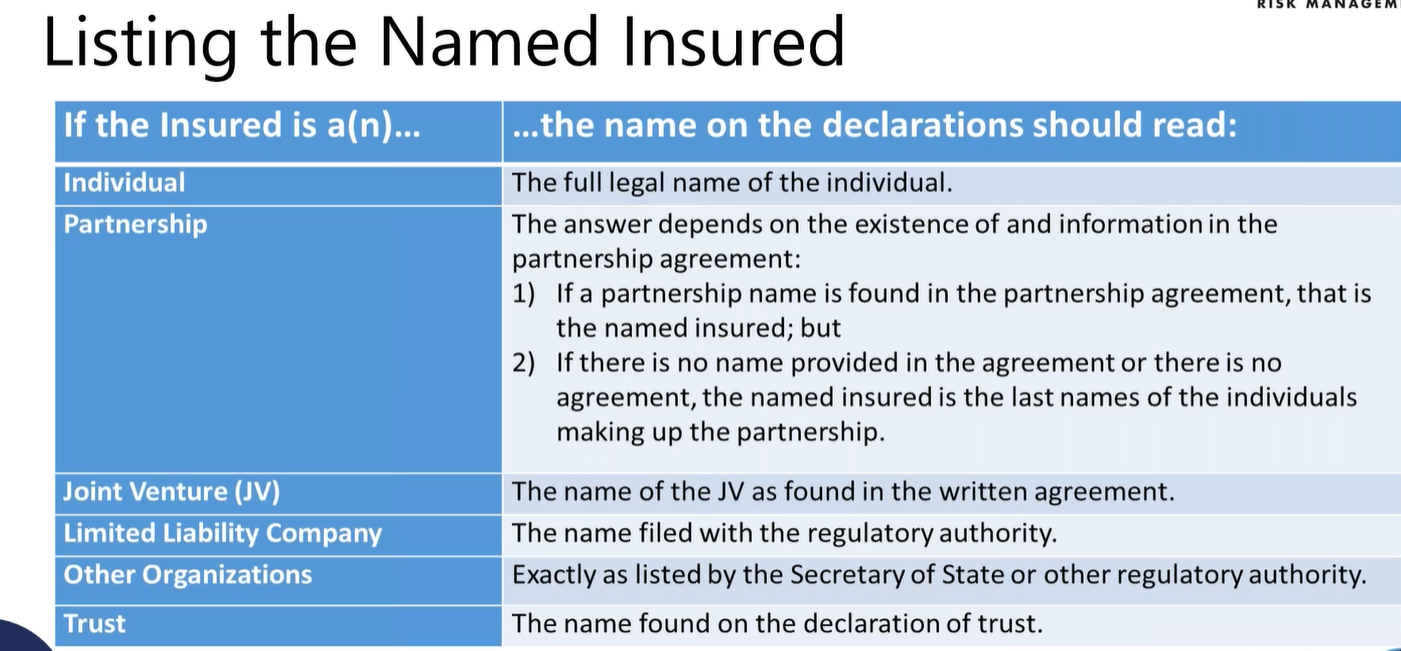 RISK MANAGEM
Listing the Named Insured
If the Insured is a(n)...
...the name on the declarations should read:
Individual
The full legal name of the individual.
Partnership
The answer depends on the existence of and information in the
partnership agreement:
1) If a partnership name is found in the partnership agreement, that is
the named insured; but
2) If there is no name provided in the agreement or there is no
agreement, the named insured is the last names of the individuals
making up the partnership.
Joint Venture (JV)
The name of the JV as found in the written agreement.
Limited Liability Company
The name filed with the regulatory authority.
Other Organizations
Exactly as listed by the Secretary of State or other regulatory authority.
Trust
The name found on the declaration of trust.